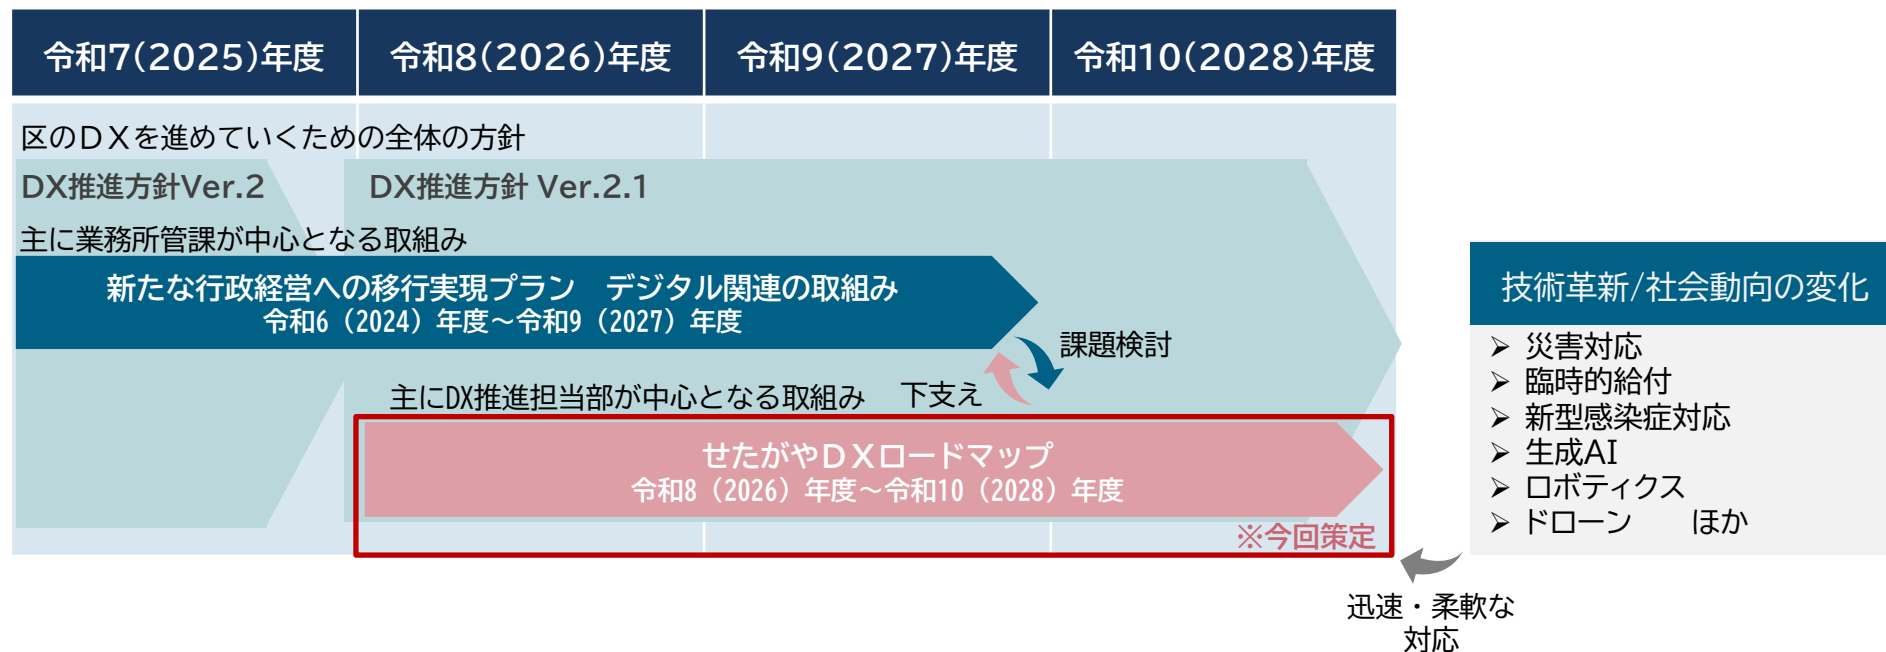 令和7(2025)年度
令和8(2026)年度
令和9(2027)年度
令和10(2028)年度
区のＤＸを進めていくための全体の方針
DX推進方針Ver.2
DX推進方針 Ver.2.1
主に業務所管課が中心となる取組み
新たな行政経営への移行実現プラン　デジタル関連の取組み
令和6（2024）年度～令和9（2027）年度
課題検討
下支え
主にDX推進担当部が中心となる取組み
せたがやＤＸロードマップ
令和8（2026）年度～令和10（2028）年度
※今回策定
技術革新/社会動向の変化
➢ 災害対応
➢ 臨時的給付
➢ 新型感染症対応
➢ 生成AI
➢ ロボティクス
➢ ドローン　　ほか
迅速・柔軟な
対応